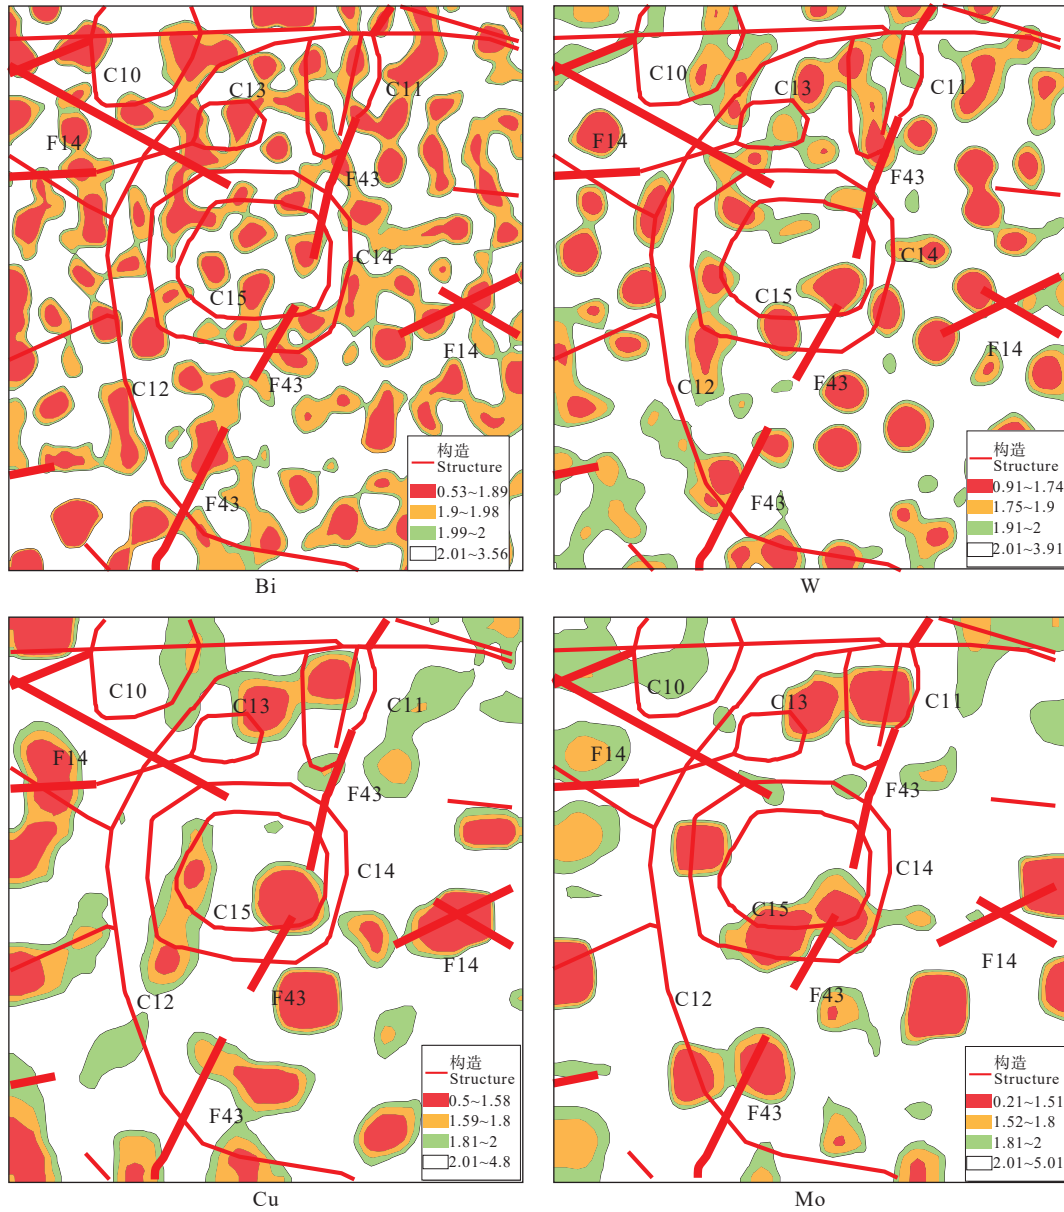 C10
C13
C11
F14
F43
C14
C15
F14
F43
C12
F43
构造
Structure
0.53~1.89
1.9~1.98
1.99~2
2.01~3.56
Bi
C10
C13
C11
F14
F43
C14
C15
F14
F43
C12
F43
构造
Structure
0.91~1.74
1.75~1.9
1.91~2
2.01~3.91
W
C10
C13
C11
F14
F43
C14
C15
F14
F43
C12
F43
构造
Structure
0.5~1.58
1.59~1.8
1.81~2
2.01~4.8
Cu
C10
C13
C11
F14
F43
C14
C15
F14
F43
C12
F43
构造
Structure
0.21~1.51
1.52~1.8
1.81~2
2.01~5.01
Mo